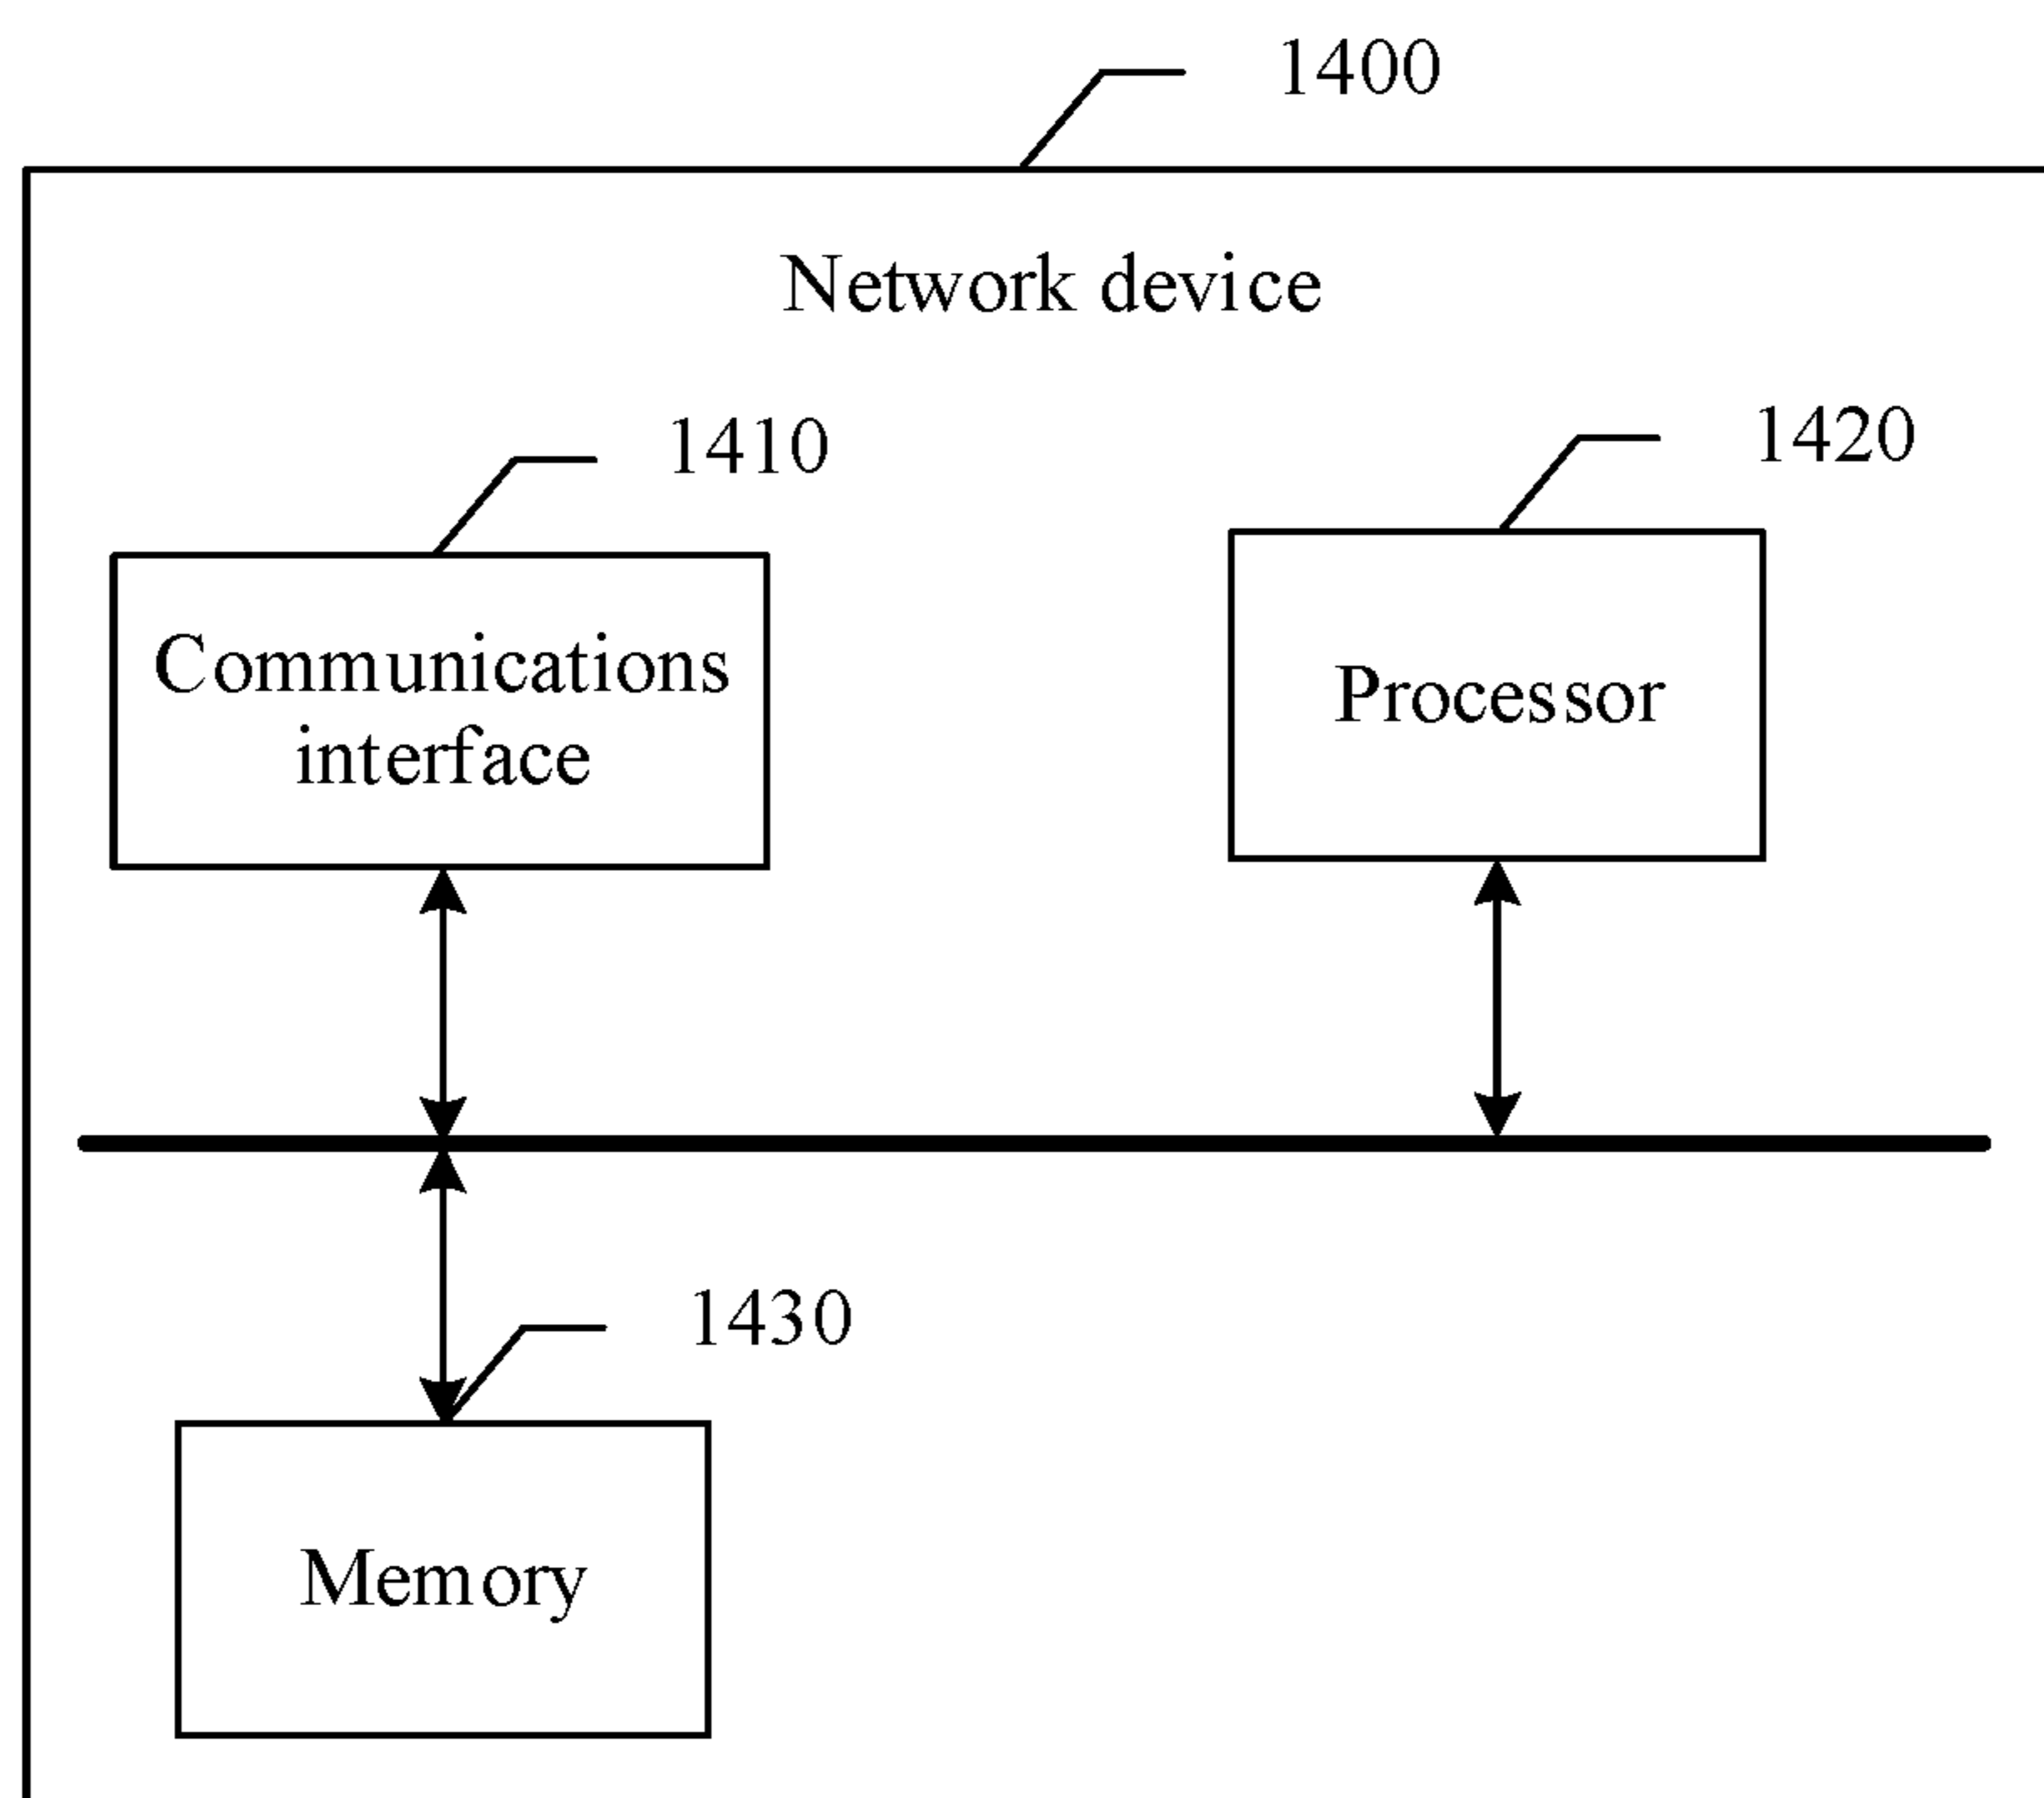 1400
Network device
1410
1420
Communications
interface
Processor
1430
Memory